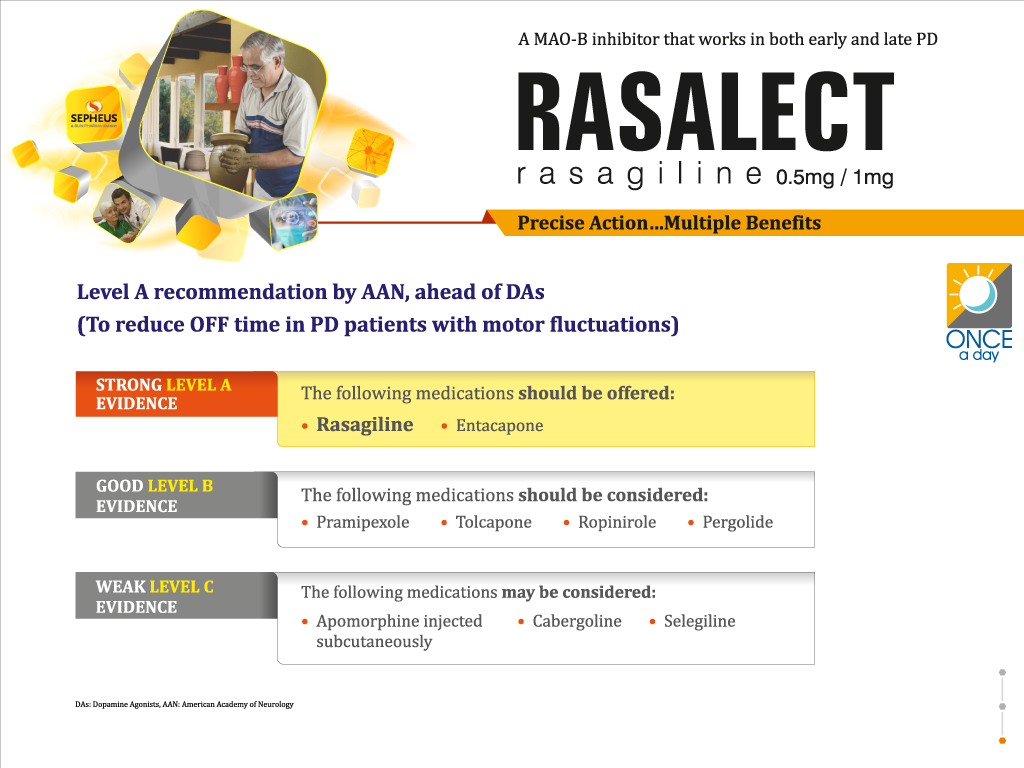 A MAO-B inhibitor that works in both early and late PD
RASALECT
rasagiline 0.5mg / 1mg
SEPHEUS
Precise Action...Multiple Benefits
Level A recommendation by AAN, ahead of DAs
(To reduce OFF time in PD patients with motor fluctuations)
ONCE
a day
STRONG LEVEL A
EVIDENCE
The following medications should be offered:
• Rasagiline • Entacapone
GOOD LEVEL B
EVIDENCE
The following medications should be considered:
• Pramipexole • Tolcapone • Ropinirole • Pergolide
WEAK LEVEL C
EVIDENCE
The following medications may be considered:
• Apomorphine injected • Cabergoline • Selegiline
subcutaneously
DAs: Dopamine Agonists, AAN: American Academy of Neurology